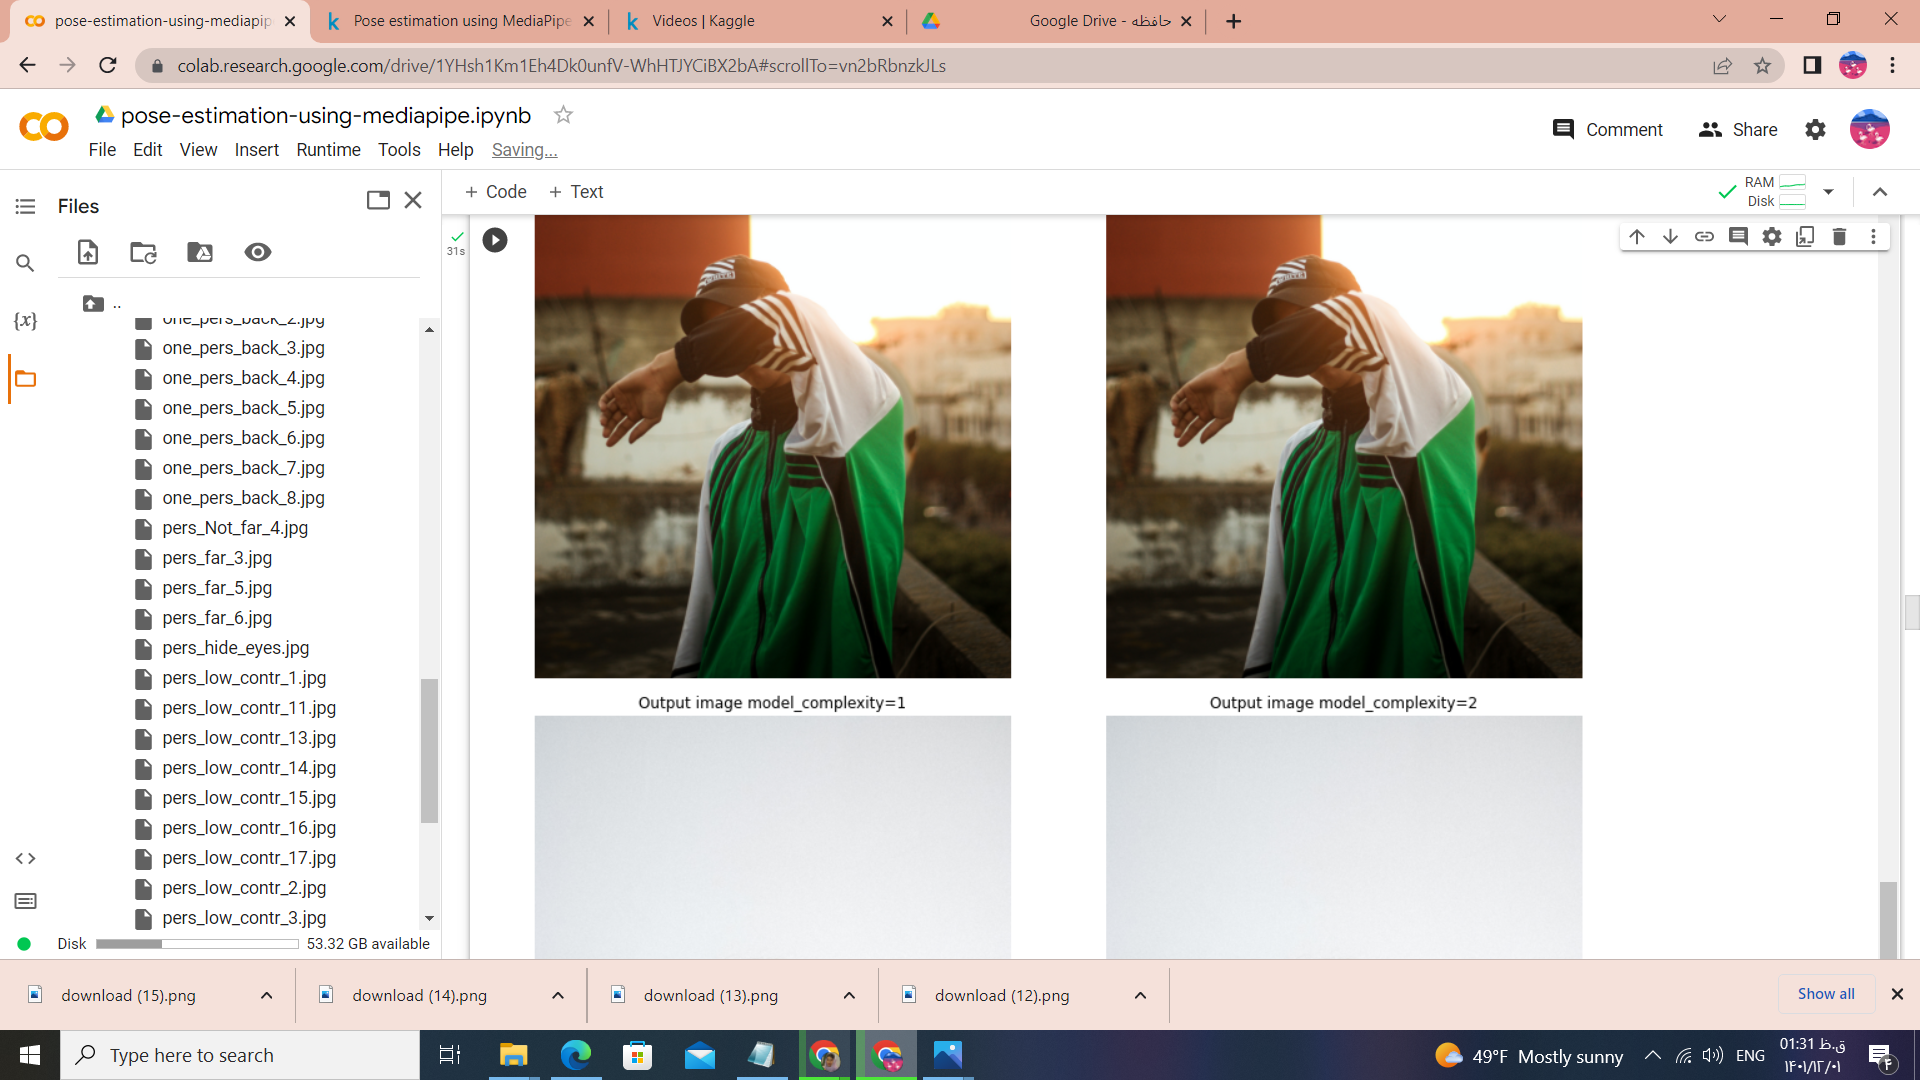 pose-estimation-using-mediapip
Pose estimation using MediaPipe
Videos | Kaggle
Google Drive - حافظه
colab.research.google.com/drive/1YHsh1Km1Eh4Dk0unfV-WhHTJYCiBX2bA#scrollTo=vn2bRbnzkJLs
pose-estimation-using-mediapipe.ipynb
Comment
Share
File Edit View Insert Runtime Tools Help Saving...
Files
+ Code + Text
RAM
Disk
31s
{x}
..
one_pers_back_2.jpg
one_pers_back_3.jpg
one_pers_back_4.jpg
one_pers_back_5.jpg
one_pers_back_6.jpg
one_pers_back_7.jpg
one_pers_back_8.jpg
pers_Not_far_4.jpg
pers_far_3.jpg
pers_far_5.jpg
pers_far_6.jpg
pers_hide_eyes.jpg
pers_low_contr_1.jpg
pers_low_contr_11.jpg
pers_low_contr_13.jpg
pers_low_contr_14.jpg
pers_low_contr_15.jpg
pers_low_contr_16.jpg
pers_low_contr_17.jpg
pers_low_contr_2.jpg
pers_low_contr_3.jpg
Disk 53.32 GB available
Output image model_complexity=1
Output image model_complexity=2
download (15).png
download (14).png
download (13).png
download (12).png
Show all
Type here to search
49°F Mostly sunny
ENG
01:31 ق.ظ
۱۴۰۱/۱۲/۰۱
۴